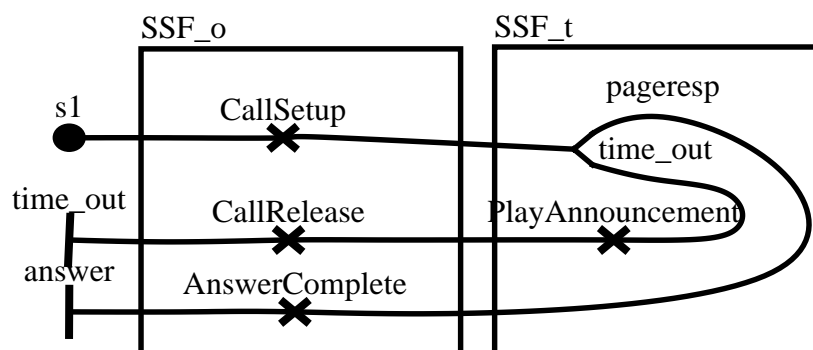 SSF_o
SSF_t
pageresp
s1
CallSetup
time_out
time_out
CallRelease
PlayAnnouncement
answer
AnswerComplete